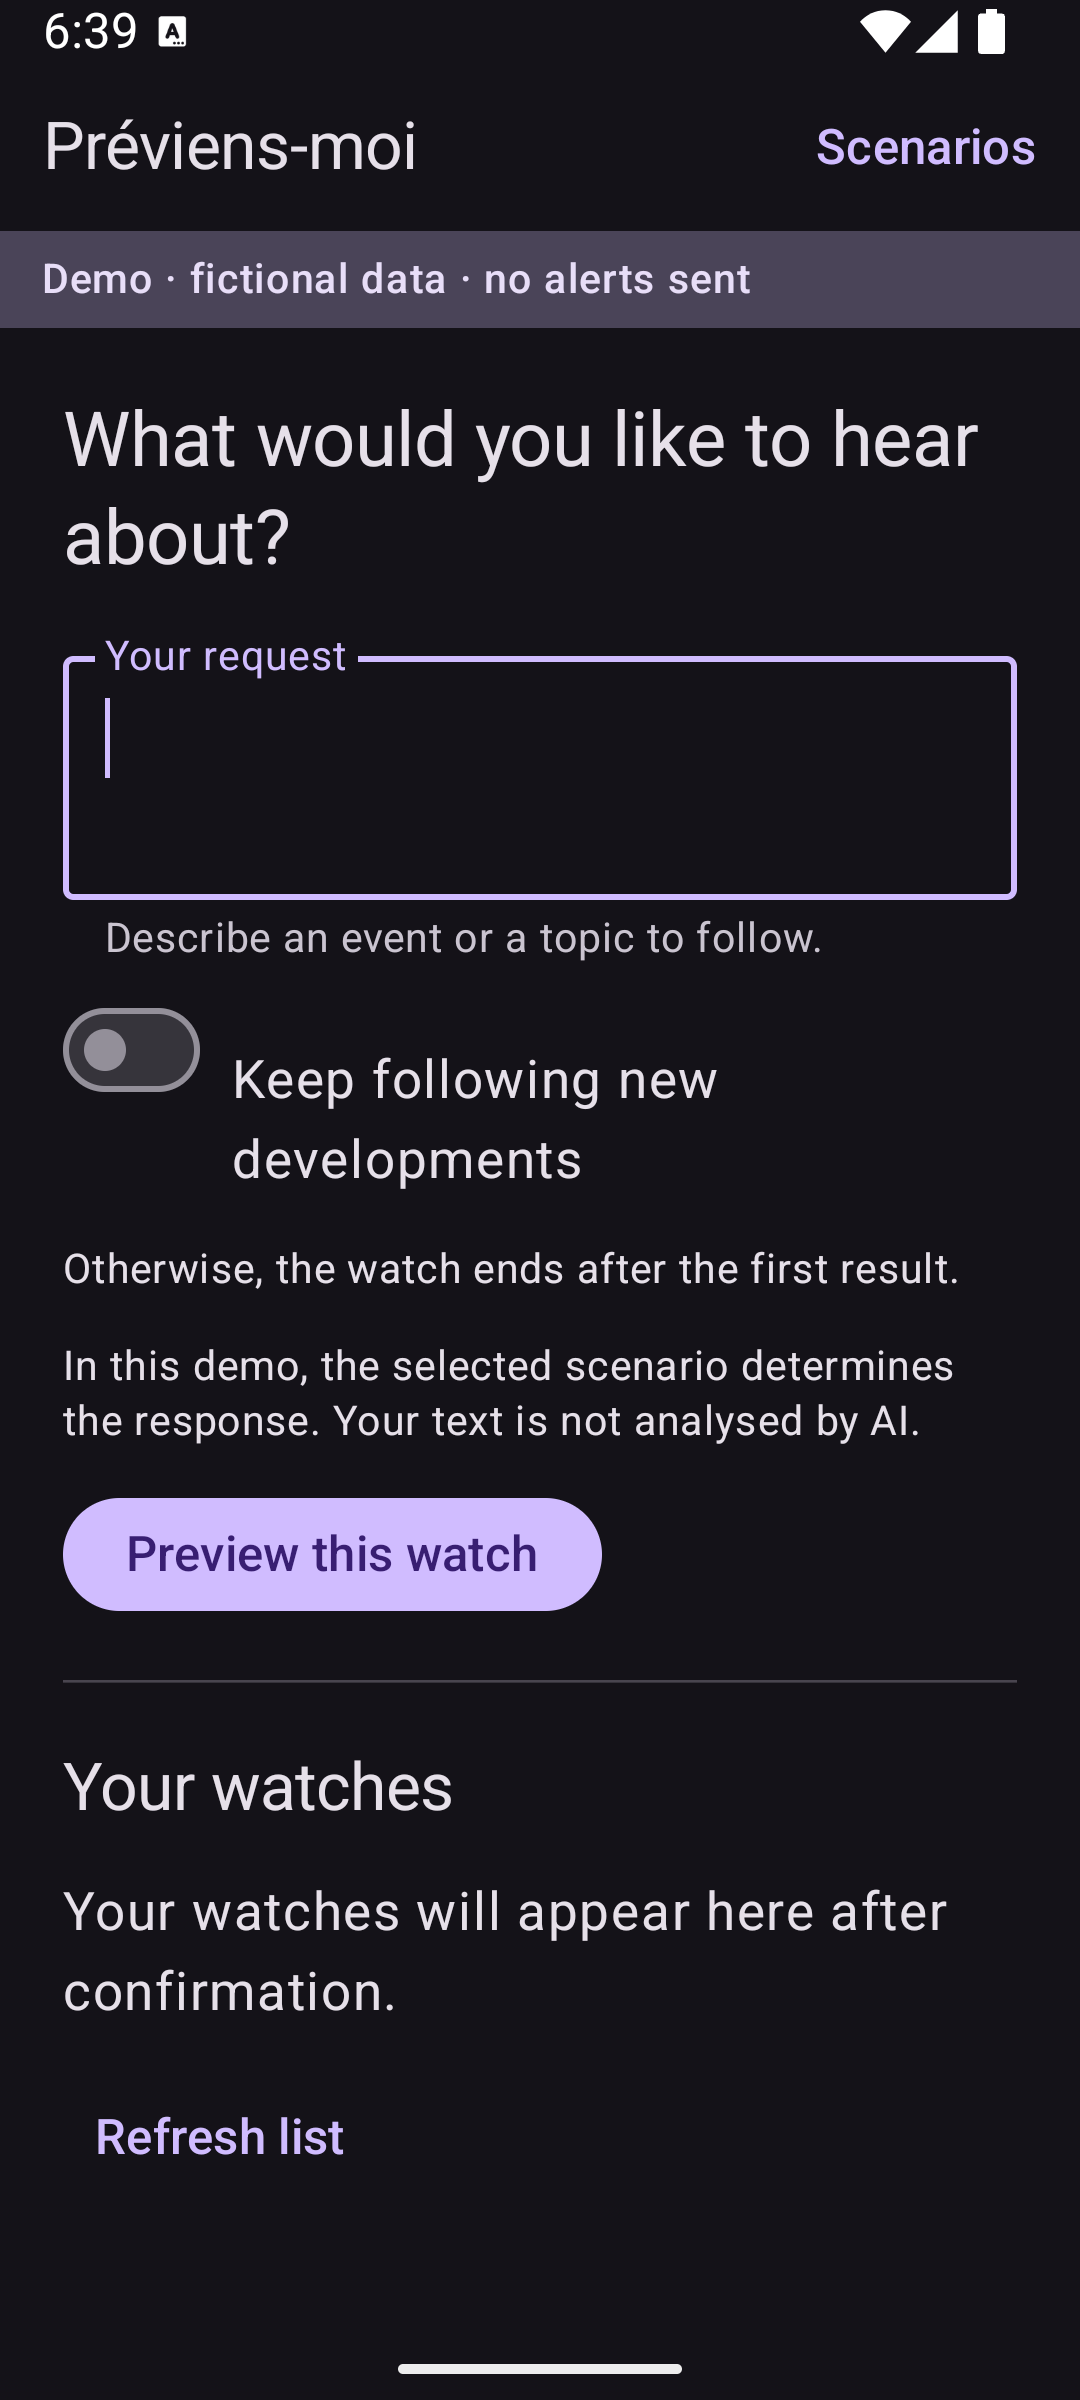 6:39
Préviens-moi
Scenarios
Demo · fictional data · no alerts sent
What would you like to hear
about?
Your request
Describe an event or a topic to follow.
Keep following new
developments
Otherwise, the watch ends after the first result.
In this demo, the selected scenario determines
the response. Your text is not analysed by AI.
Preview this watch
Your watches
Your watches will appear here after
confirmation.
Refresh list